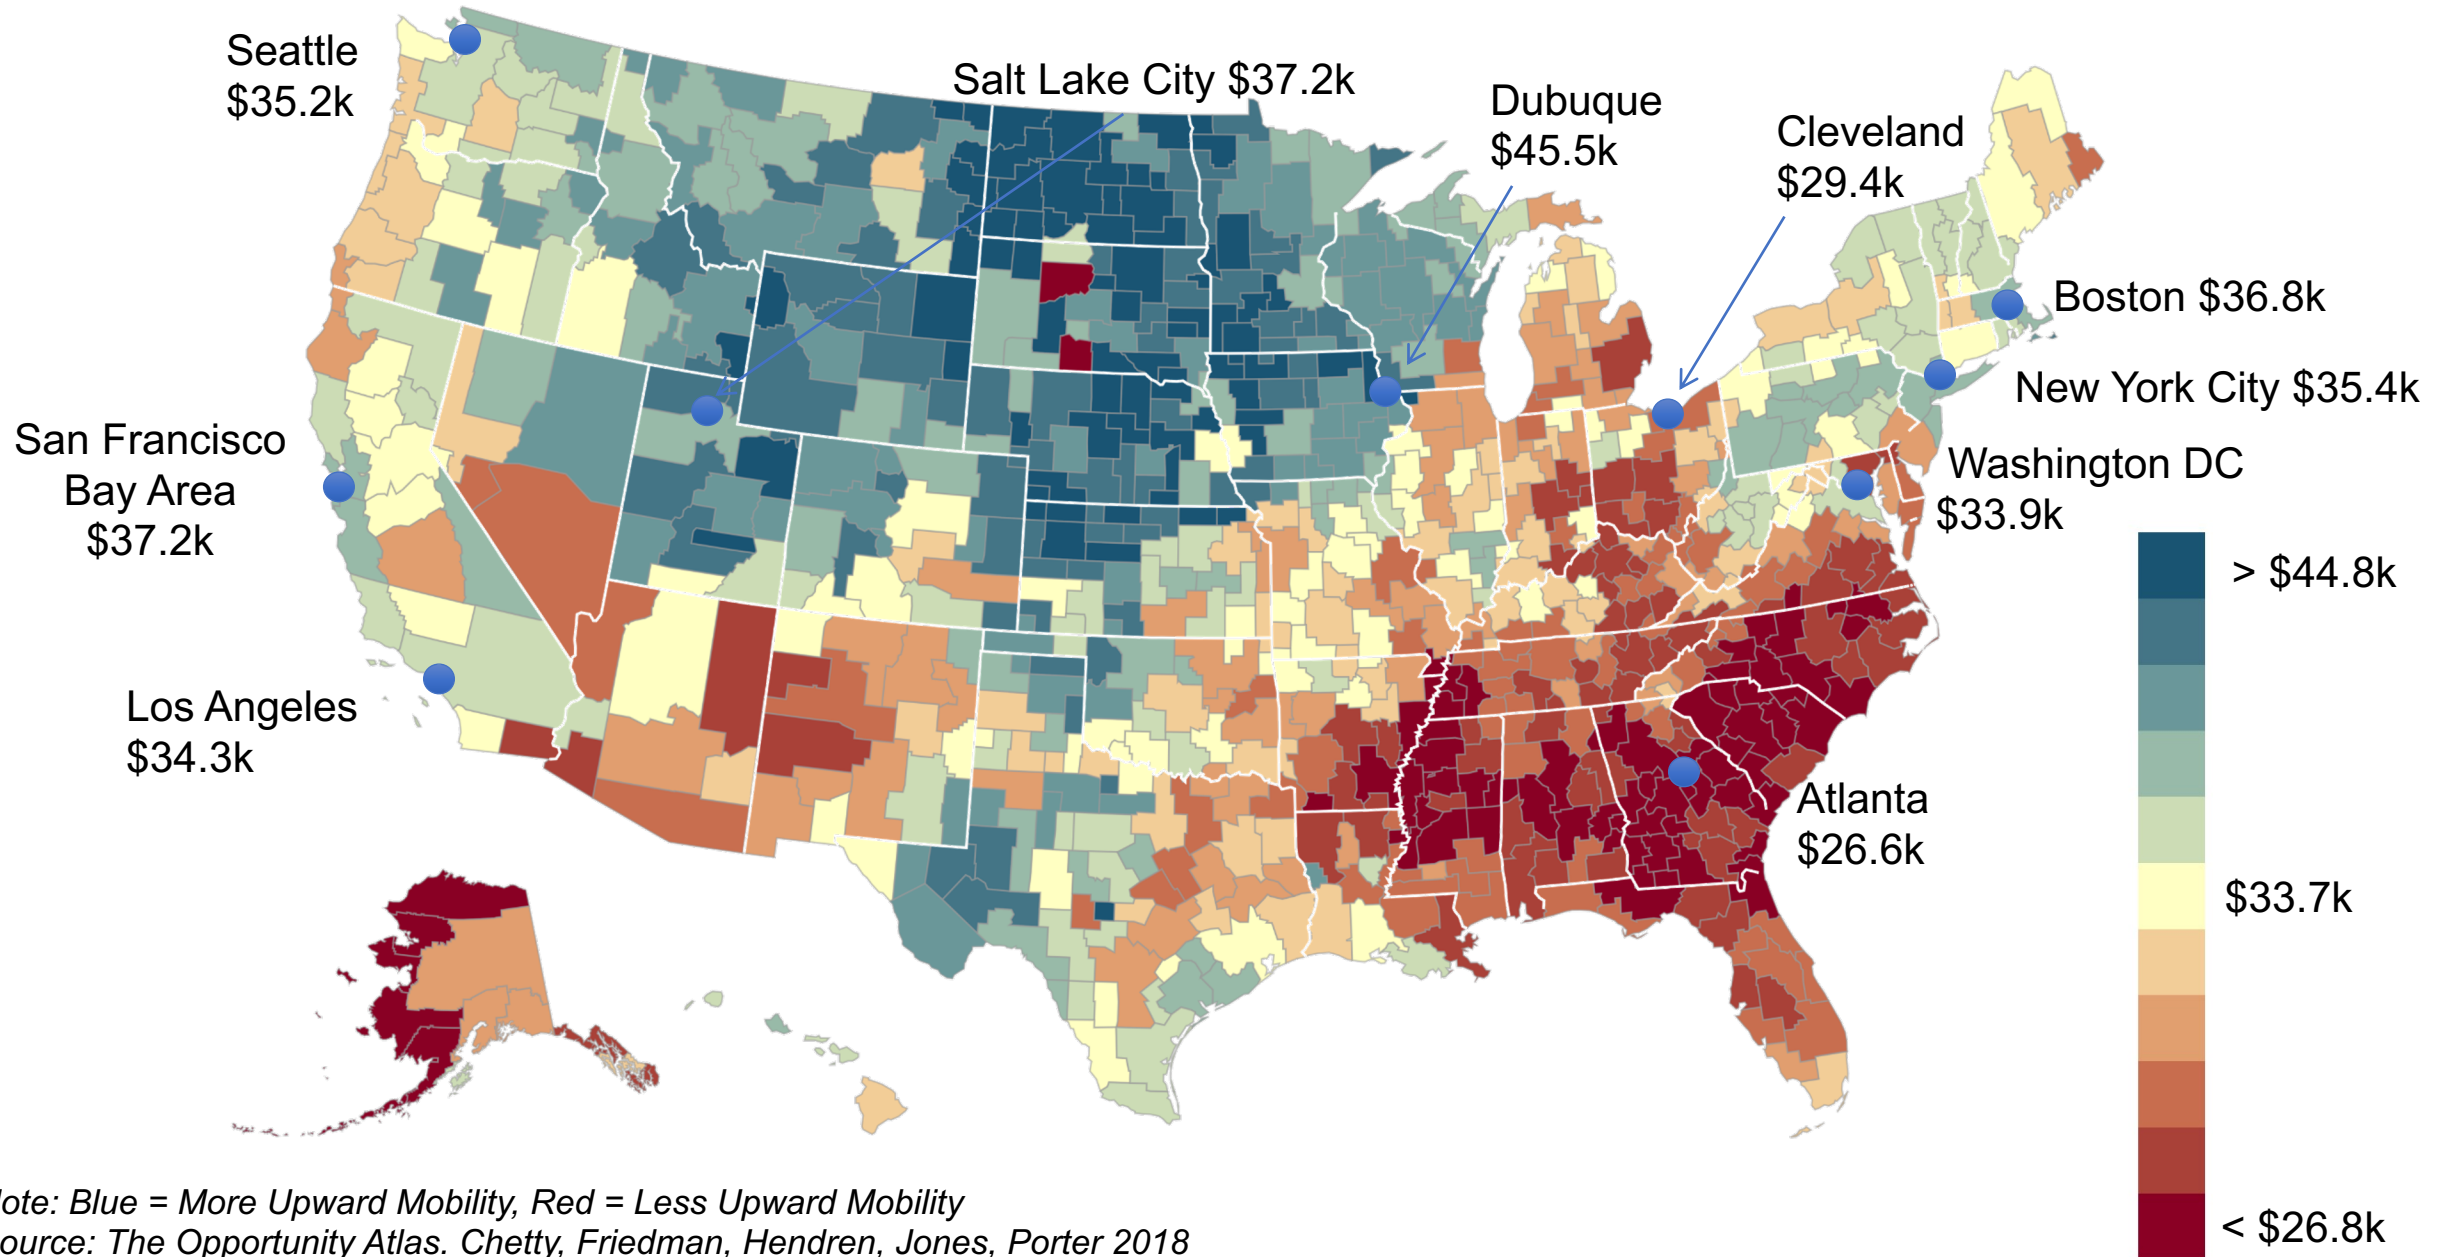 Seattle
$35.2k
Salt Lake City $37.2k
Dubuque
$45.5k
Cleveland
$29.4k
Boston $36.8k
New York City $35.4k
San Francisco
Bay Area
$37.2k
Washington DC
$33.9k
Los Angeles
$34.3k
Atlanta
$26.6k
> $44.8k
$33.7k
< $26.8k
ote: Blue = More Upward Mobility, Red = Less Upward Mobility
ource: The Opportunity Atlas. Chetty, Friedman, Hendren, Jones, Porter 2018